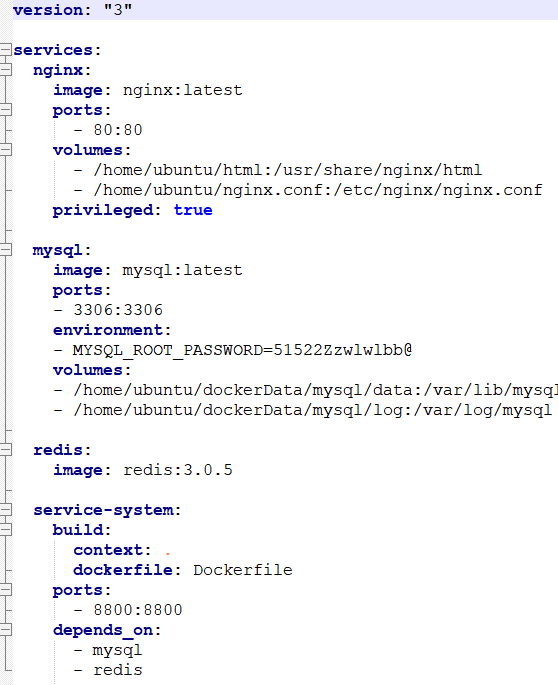 version: "3"
services:
nginx:
image: nginx:latest
ports:
- 80:80
volumes:
- /home/ubuntu/html:/usr/share/nginx/html
- /home/ubuntu/nginx.conf:/etc/nginx/nginx.conf
privileged: true
mysql:
image: mysql:latest
ports:
- 3306:3306
environment:
- MYSQL_ROOT_PASSWORD=51522Zzwlwlbb@
volumes:
- /home/ubuntu/dockerData/mysql/data:/var/lib/mysql
- /home/ubuntu/dockerData/mysql/log:/var/log/mysql
redis:
image: redis:3.0.5
service-system:
build:
context: .
dockerfile: Dockerfile
ports:
- 8800:8800
depends_on:
- mysql
- redis